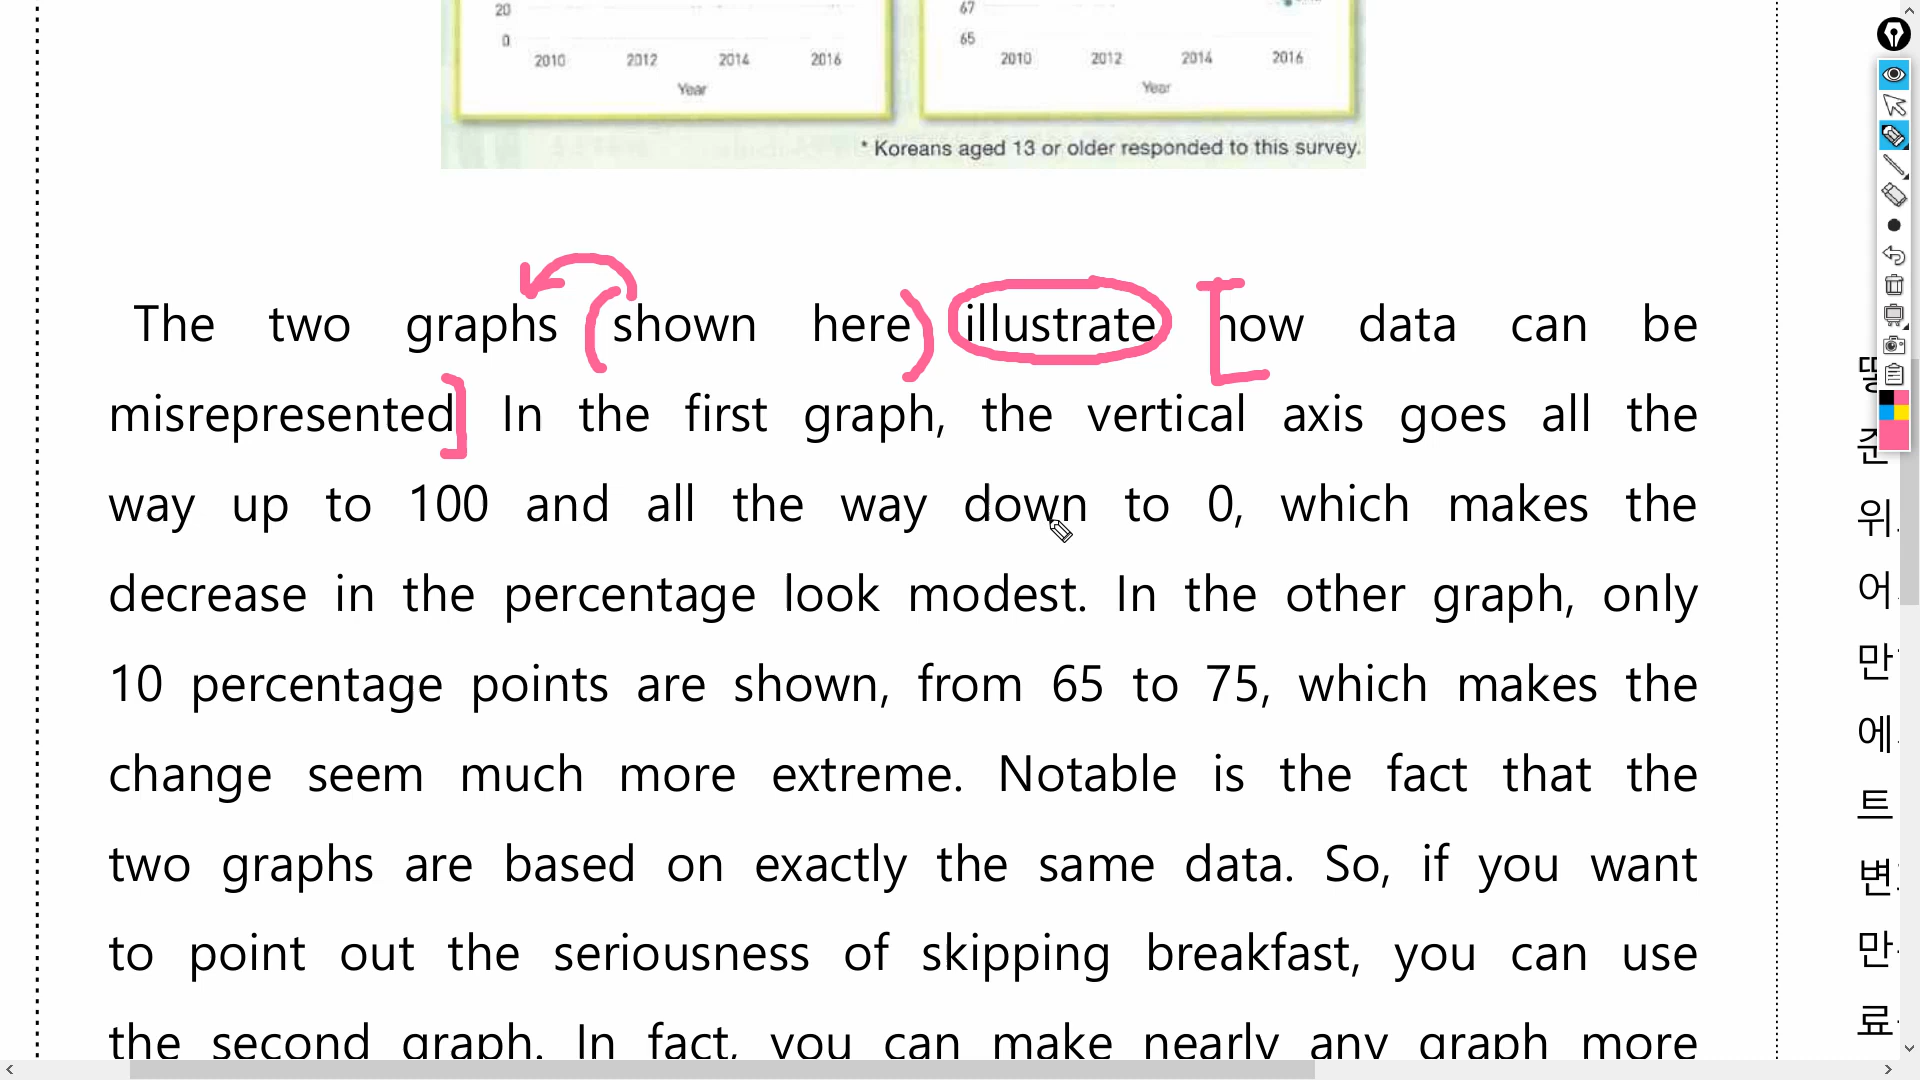 20 67
0 65
2010 2012 2014 2016 2010 2012 2014 2016
Year Year
* Koreans aged 13 or older responded to this survey.
The two graphs (shown here) illustrate [how data can be
misrepresented] In the first graph, the vertical axis goes all the
way up to 100 and all the way down to 0, which makes the
decrease in the percentage look modest. In the other graph, only
10 percentage points are shown, from 65 to 75, which makes the
change seem much more extreme. Notable is the fact that the
two graphs are based on exactly the same data. So, if you want
to point out the seriousness of skipping breakfast, you can use
the second graph. In fact, you can make nearly any graph more
준
위
어
만
에
트
변
만
료